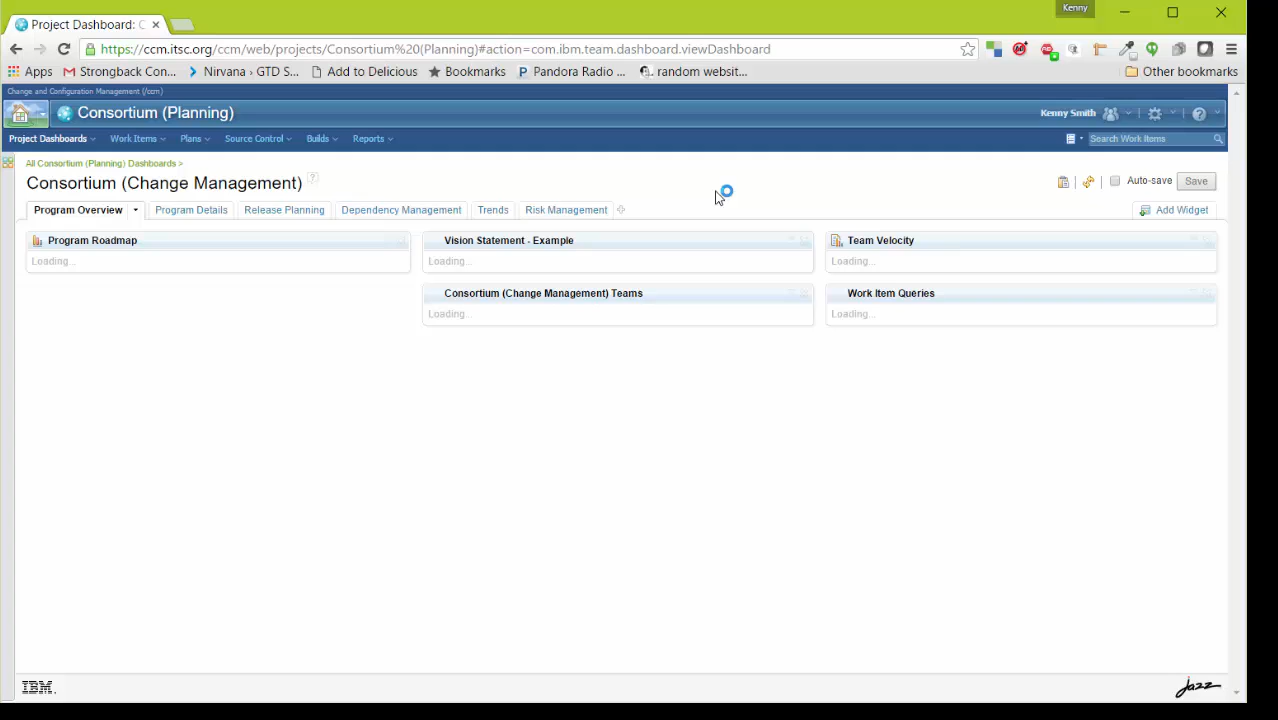 Kenny
Project Dashboard: C
https://ccm.itsc.org/ccm/web/projects/Consortium%20(Planning)#action=com.ibm.team.dashboard.viewDashboard
Apps Strongback Con... Nirvana › GTD S... Add to Delicious Bookmarks Pandora Radio ... random websit... Other bookmarks
Change and Configuration Management (/ccm)
Consortium (Planning) Kenny Smith
Project Dashboards Work Items Plans Source Control Builds Reports Search Work Items
All Consortium (Planning) Dashboards >
Consortium (Change Management) ? Auto-save Save
Program Overview Program Details Release Planning Dependency Management Trends Risk Management Add Widget
Program Roadmap Vision Statement - Example Team Velocity
Loading... Loading... Loading...
Consortium (Change Management) Teams Work Item Queries
Loading... Loading...
IBM. jazz